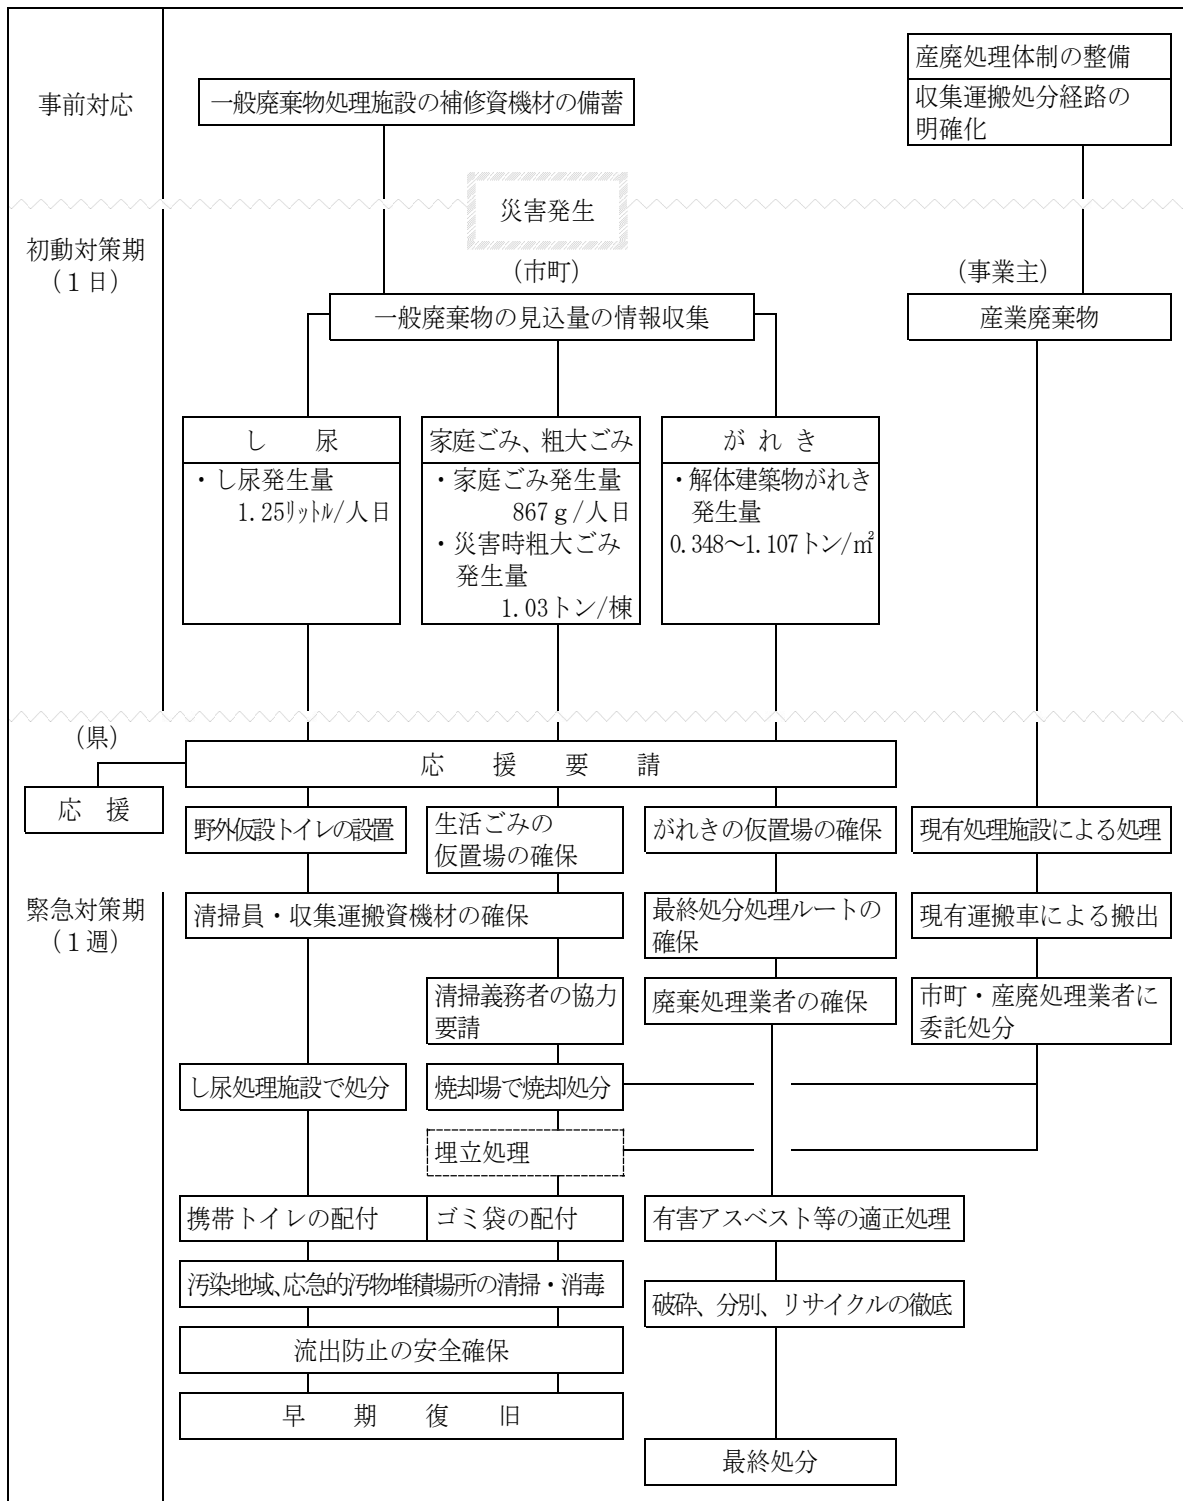 事前対応
一般廃棄物処理施設の補修資機材の備蓄
産廃処理体制の整備
収集運搬処分経路の
明確化
災害発生
初動対策期
(1日)
(市町)
(事業主)
一般廃棄物の見込量の情報収集
産業廃棄物
し 尿
・し尿発生量
1.25リットル/人日
家庭ごみ、粗大ごみ
・家庭ごみ発生量
867g/人日
・災害時粗大ごみ
発生量
1.03トン/棟
がれき
・解体建築物がれき
発生量
0.348~1.107トン/㎡
(県)
応援要請
応 援
野外仮設トイレの設置
生活ごみの
仮置場の確保
がれきの仮置場の確保
現有処理施設による処理
緊急対策期
(1週)
清掃員・収集運搬資機材の確保
最終処分処理ルートの
確保
現有運搬車による搬出
清掃義務者の協力
要請
廃棄処理業者の確保
市町・産廃処理業者に
委託処分
し尿処理施設で処分
焼却場で焼却処分
埋立処理
携帯トイレの配付
ゴミ袋の配付
有害アスベスト等の適正処理
汚染地域、応急的汚物堆積場所の清掃・消毒
破砕、分別、リサイクルの徹底
流出防止の安全確保
早期復旧
最終処分